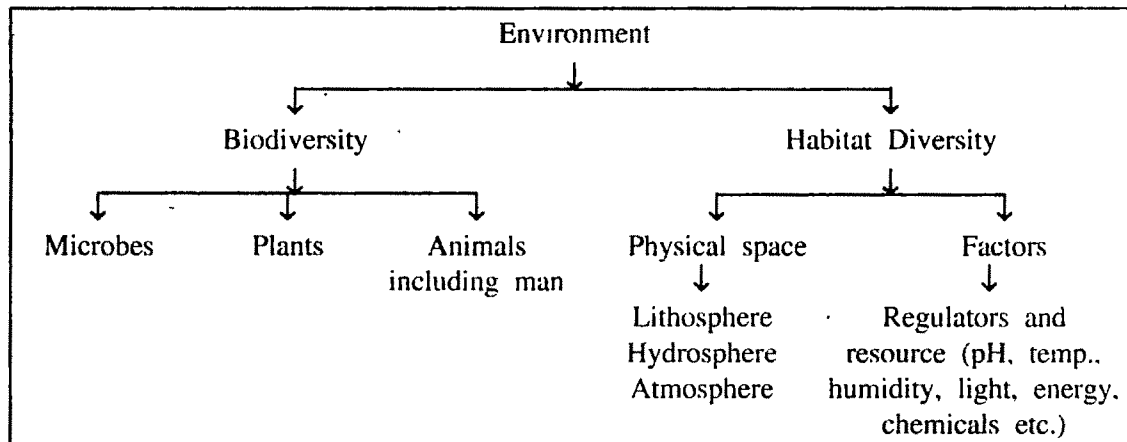 Environment
Biodiversity Habitat Diversity
Microbes Plants Animals including man Physical space Factors
Lithosphere
Hydrosphere
Atmosphere
Regulators and
resource (pH, temp..
humidity, light, energy,
chemicals etc.)